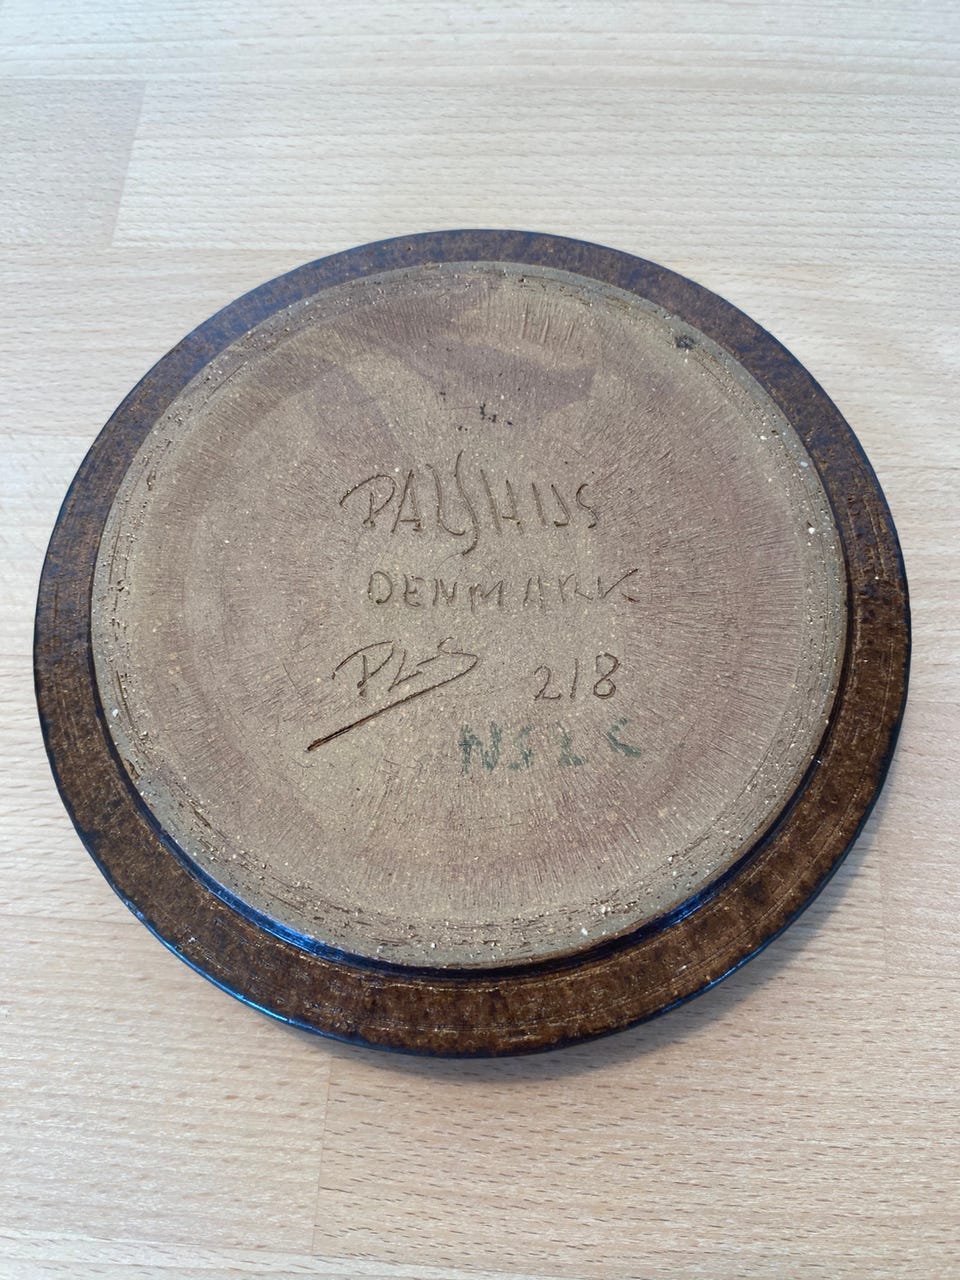 PALSHUS
DENMARK
PLS 218
NS2C